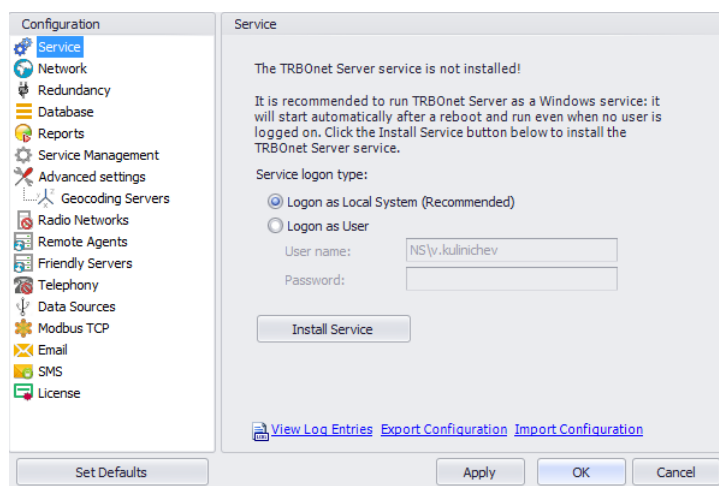 Configuration
Service
Network
Redundancy
Database
Reports
Service Management
Advanced settings
Geocoding Servers
Radio Networks
Remote Agents
Friendly Servers
Telephony
Data Sources
Modbus TCP
Email
SMS
License
Set Defaults
Service
The TRBOnet Server service is not installed!
It is recommended to run TRBOnet Server as a Windows service: it
will start automatically after a reboot and run even when no user is
logged on. Click the Install Service button below to install the
TRBOnet Server service.
Service logon type:
Logon as Local System (Recommended)
Logon as User
User name: NS\v.kulinichev
Password:
Install Service
View Log Entries Export Configuration Import Configuration
Apply OK Cancel